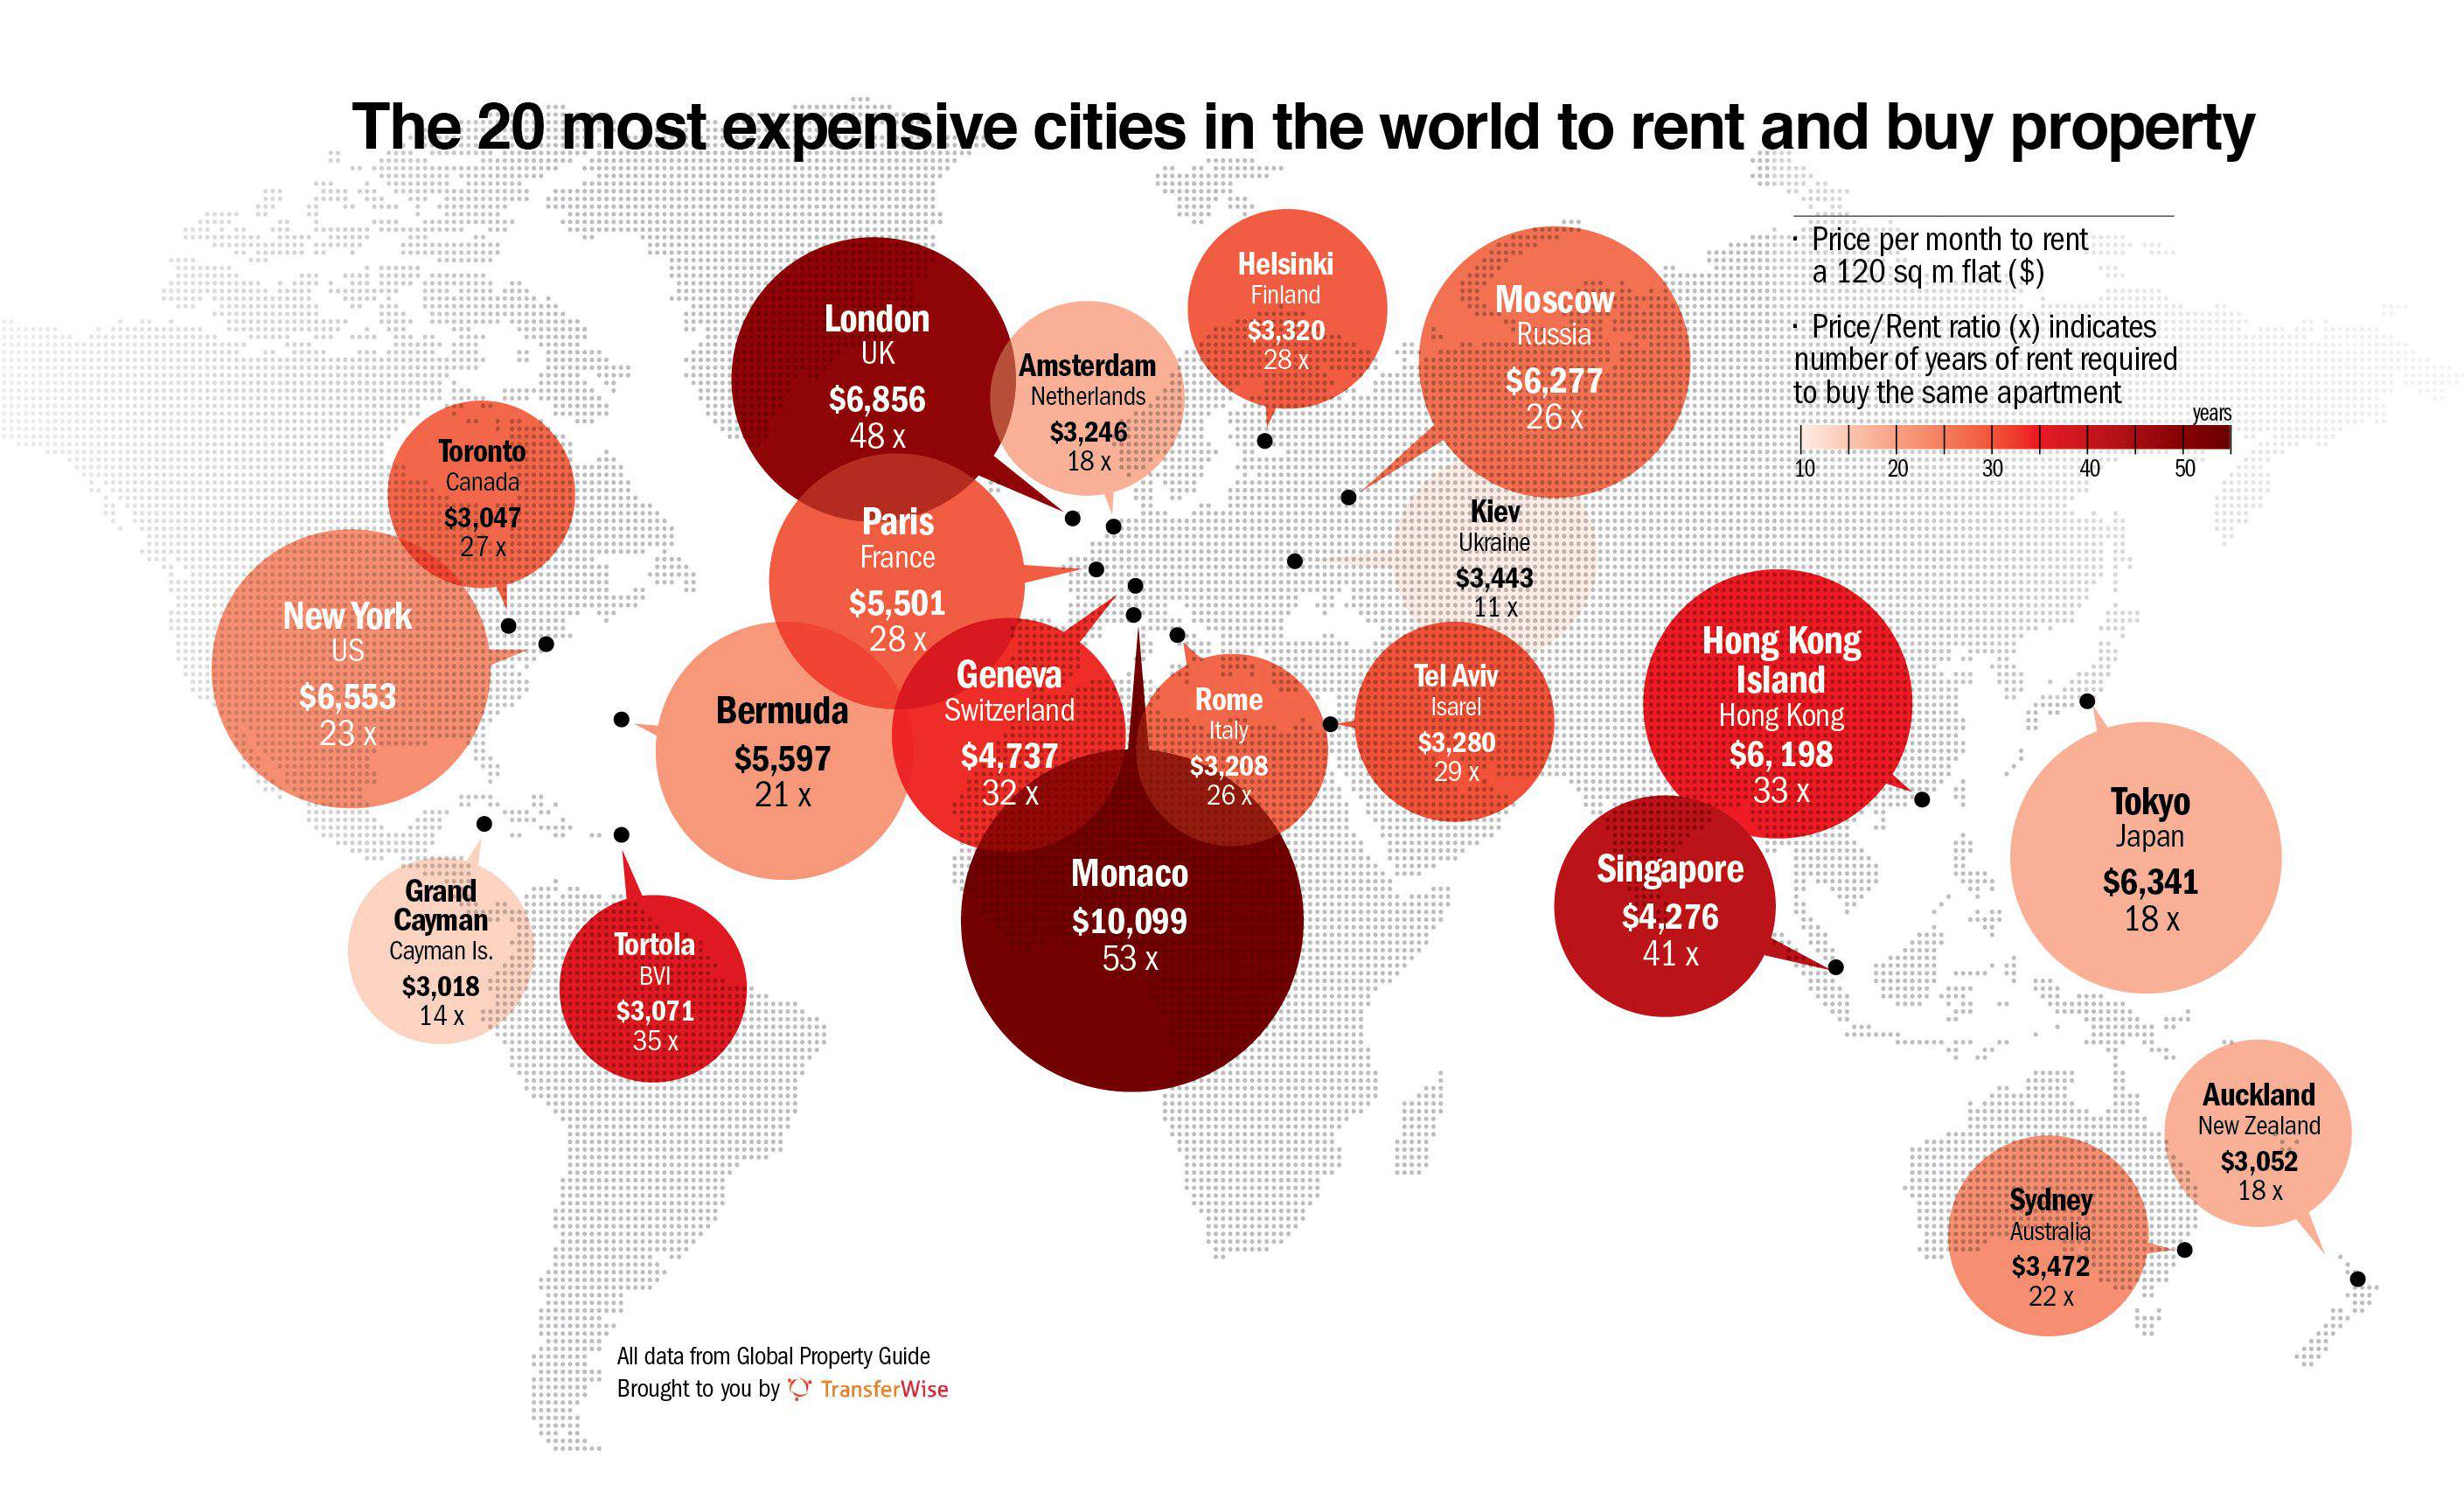 The 20 most expensive cities in the world to rent and buy property
· Price per month to rent
a 120 sq m flat ($)
· Price/Rent ratio (x) indicates
number of years of rent required
to buy the same apartment
years
10 20 30 40 50
Helsinki
Finland
$3,320
28 x
Moscow
Russia
$6,277
26 x
London
UK
$6,856
48 x
Amsterdam
Netherlands
$3,246
18 x
Toronto
Canada
$3,047
27 x
Paris
France
$5,501
28 x
Kiev
Ukraine
$3,443
11 x
New York
US
$6,553
23 x
Bermuda
$5,597
21 x
Geneva
Switzerland
$4,737
32 x
Rome
Italy
$3,208
26 x
Tel Aviv
Isarel
$3,280
29 x
Hong Kong
Island
Hong Kong
$6, 198
33 x
Tokyo
Japan
$6,341
18 x
Grand
Cayman
Cayman Is.
$3,018
14 x
Tortola
BVI
$3,071
35 x
Monaco
$10,099
53 x
Singapore
$4,276
41 x
Auckland
New Zealand
$3,052
18 x
Sydney
Australia
$3,472
22 x
All data from Global Property Guide
Brought to you by TransferWise